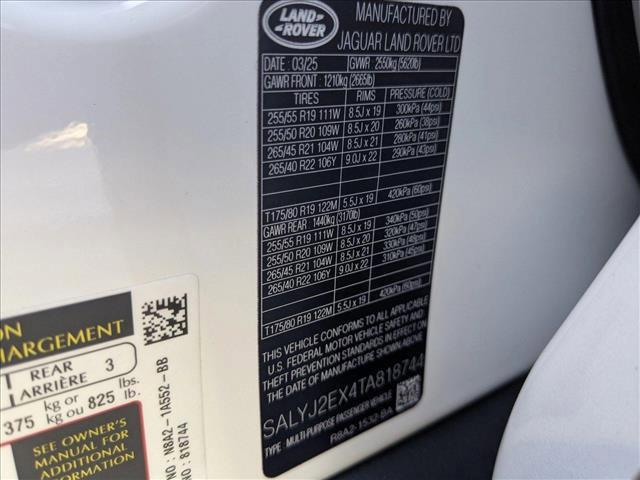 LAND ROVER
MANUFACTURED BY
JAGUAR LAND ROVER LTD
DATE : 03/25 GVWR 2550kg (5620lb)
GAWR FRONT : 1210kg (2665lb)
TIRES RIMS PRESSURE (COLD)
255/55 R19 111W 8.5J x 19 300kPa (44psi)
255/50 R20 109W 8.5J x 20 260kPa (38psi)
265/45 R21 104W 8.5J x 21 280kPa (41psi)
265/40 R22 106Y 9.0J x 22 290kPa (43psi)
T175/80 R19 122M 5.5J x 19 420kPa (60psi)
GAWR REAR : 1440kg (3170lb)
255/55 R19 111W 8.5J x 19 340kPa (50psi)
255/50 R20 109W 8.5J x 20 320kPa (47psi)
265/45 R21 104W 8.5J x 21 330kPa (48psi)
265/40 R22 106Y 9.0J x 22 310kPa (45psi)
T175/80 R19 122M 5.5J x 19 420kPa (60psi)
THIS VEHICLE CONFORMS TO ALL APPLICABLE
U.S. FEDERAL MOTOR VEHICLE SAFETY AND
THEFT PREVENTION STANDARDS IN EFFECT ON
THE DATE OF MANUFACTURE SHOWN ABOVE.
SALYJ2EX4TA818744
TYPE: MULTI-PURPOSE PASSENGER VEHICLE
R8A2-1532-BA
ON
HARGEMENT
REAR
ARRIÈRE 3
375 kg or kg ou 825 lbs. lb.
SEE OWNER'S
MANUAL FOR
ADDITIONAL
INFORMATION
NO : N8A2-1A552-BB
NO : 818744